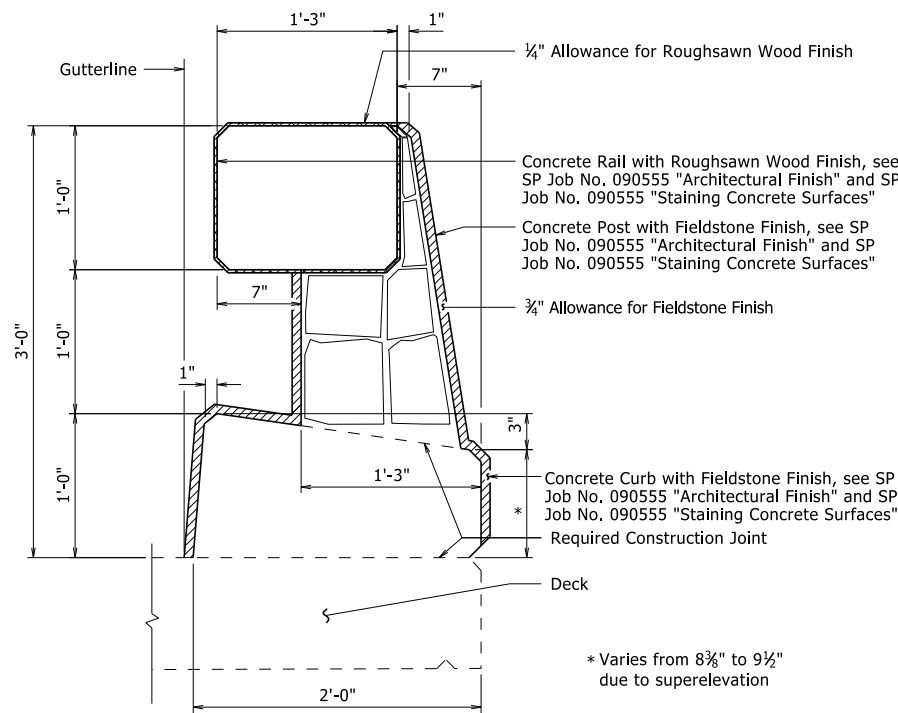 1'-3"
1"
¼" Allowance for Roughsawn Wood Finish
Gutterline
7"
Concrete Rail with Roughsawn Wood Finish, see
SP Job No. 090555 "Architectural Finish" and SP
Job No. 090555 "Staining Concrete Surfaces"
1'-0"
Concrete Post with Fieldstone Finish, see SP
Job No. 090555 "Architectural Finish" and SP
Job No. 090555 "Staining Concrete Surfaces"
7"
¾" Allowance for Fieldstone Finish
3'-0"
1'-0"
1"
3"
1'-3"
1'-0"
Concrete Curb with Fieldstone Finish, see SP
Job No. 090555 "Architectural Finish" and SP
Job No. 090555 "Staining Concrete Surfaces"
*
Required Construction Joint
Deck
* Varies from 8⅜" to 9½"
due to superelevation
2'-0"